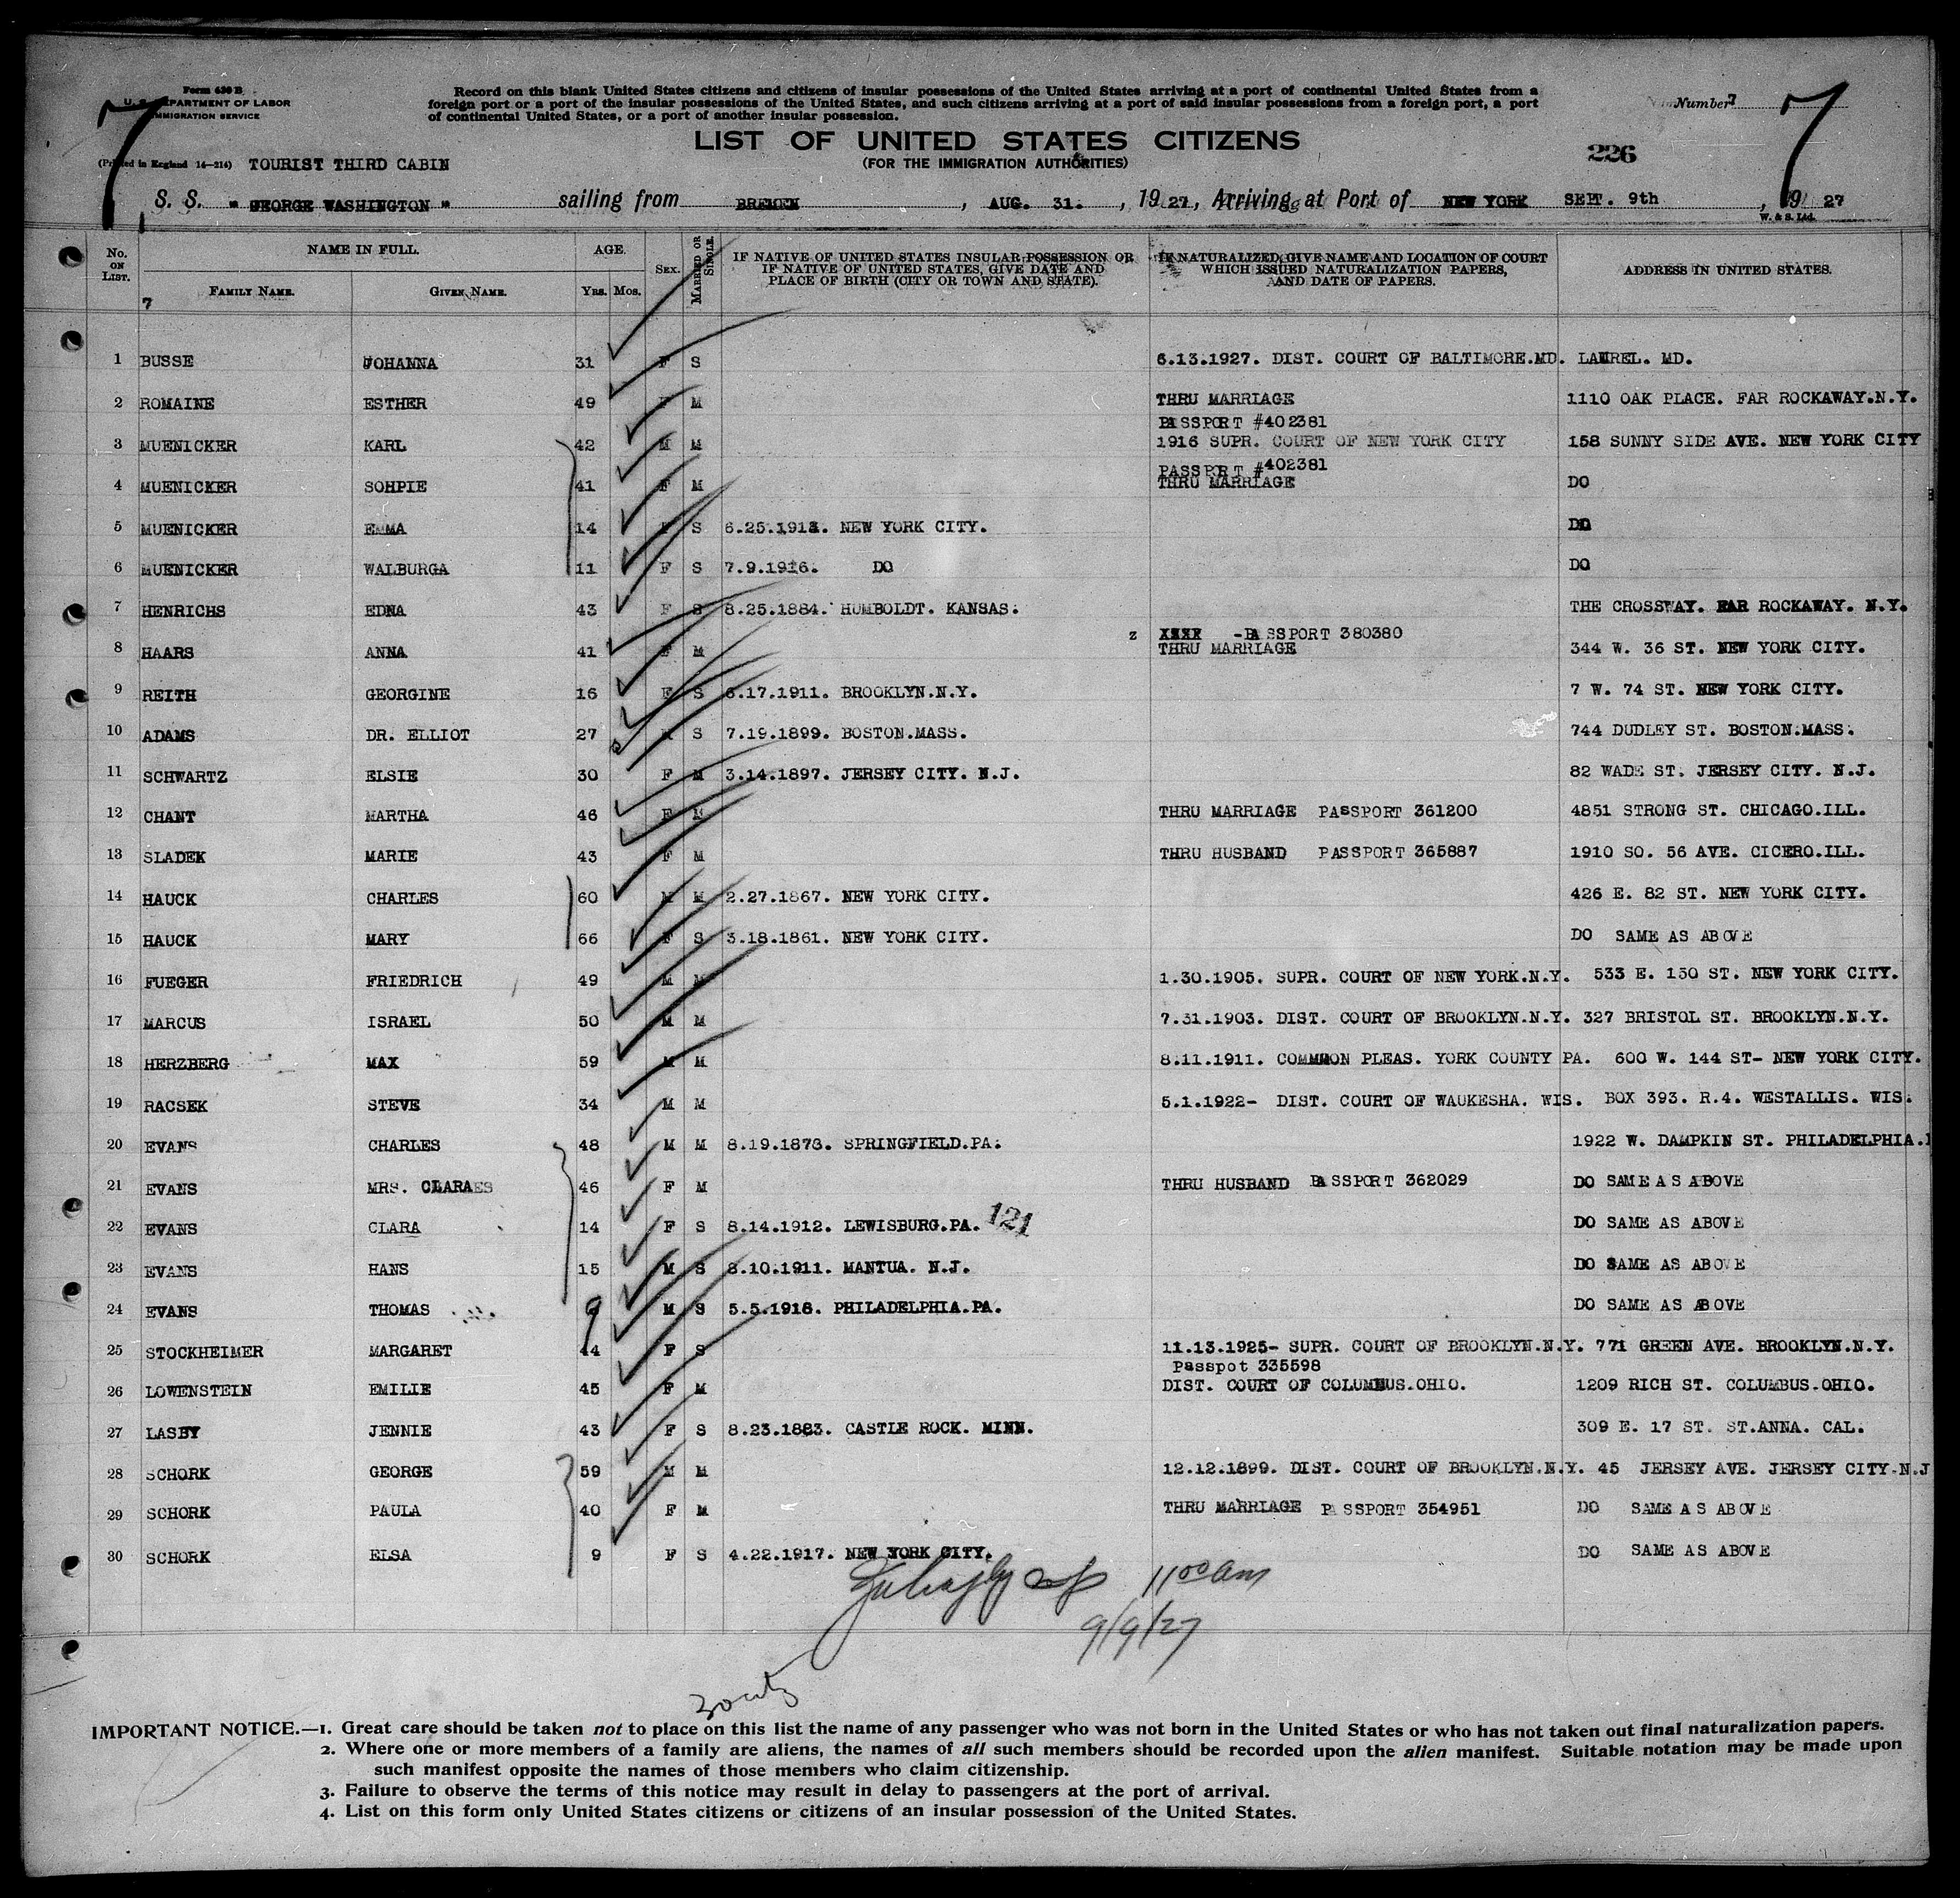 Form 630 B
U. S. DEPARTMENT OF LABOR
IMMIGRATION SERVICE
(Printed in England 14—214) TOURIST THIRD CABIN
Record on this blank United States citizens and citizens of insular possessions of the United States arriving at a port of continental United States from a
foreign port or a port of the insular possessions of the United States, and such citizens arriving at a port of said insular possessions from a foreign port, a port
of continental United States, or a port of another insular possession.
Number 7
7 7
LIST OF UNITED STATES CITIZENS
(FOR THE IMMIGRATION AUTHORITIES)
226
S. S. "GEORGE WASHINGTON" sailing from BREMEN, AUG. 31., 1927, Arriving at Port of NEW YORK SEPT. 9th, 1927
W. & S. Ltd.
No. ON LIST. NAME IN FULL. FAMILY NAME. GIVEN NAME. AGE. Yrs. Mos. SEX. MARRIED OR SINGLE. IF NATIVE OF UNITED STATES INSULAR POSSESSION OR IF NATIVE OF UNITED STATES, GIVE DATE AND PLACE OF BIRTH (CITY OR TOWN AND STATE). IF NATURALIZED, GIVE NAME AND LOCATION OF COURT WHICH ISSUED NATURALIZATION PAPERS, AND DATE OF PAPERS. ADDRESS IN UNITED STATES.
7
1 BUSSE JOHANNA 31 F S 6.13.1927. DIST. COURT OF BALTIMORE.MD. LAUREL. MD.
2 ROMAINE ESTHER 49 F M THRU MARRIAGE 1110 OAK PLACE. FAR ROCKAWAY.N.Y.
PASSPORT #402381
3 MUENICKER KARL 42 M M 1916 SUPR. COURT OF NEW YORK CITY 158 SUNNY SIDE AVE. NEW YORK CITY
PASSPRT #402381
4 MUENICKER SOHPIE 41 F M THRU MARRIAGE DO
5 MUENICKER EMMA 14 F S 6.25.1913. NEW YORK CITY. DO
6 MUENICKER WALBURGA 11 F S 7.9.1916. DO DO
7 HENRICHS EDNA 43 F S 8.25.1884. HUMBOLDT. KANSAS. THE CROSSWAY. FAR ROCKAWAY. N.Y.
z XXXX -PASSPORT 380380
8 HAARS ANNA 41 F M THRU MARRIAGE 344 W. 36 ST. NEW YORK CITY.
9 REITH GEORGINE 16 F S 6.17.1911. BROOKLYN.N.Y. 7 W. 74 ST. NEW YORK CITY.
10 ADAMS DR. ELLIOT 27 M S 7.19.1899. BOSTON.MASS. 744 DUDLEY ST. BOSTON.MASS.
11 SCHWARTZ ELSIE 30 F M 3.14.1897. JERSEY CITY. N.J. 82 WADE ST. JERSEY CITY. N.J.
12 CHANT MARTHA 46 F M THRU MARRIAGE PASSPORT 361200 4851 STRONG ST. CHICAGO.ILL.
13 SLADEK MARIE 43 F M THRU HUSBAND PASSPORT 365887 1910 SO. 56 AVE. CICERO.ILL.
14 HAUCK CHARLES 60 M M 2.27.1867. NEW YORK CITY. 426 E. 82 ST. NEW YORK CITY.
15 HAUCK MARY 66 F S 3.18.1861. NEW YORK CITY. DO SAME AS ABOVE
16 FUEGER FRIEDRICH 49 M M 1.30.1905. SUPR. COURT OF NEW YORK.N.Y. 533 E. 150 ST. NEW YORK CITY.
17 MARCUS ISRAEL 50 M M 7.31.1903. DIST. COURT OF BROOKLYN.N.Y. 327 BRISTOL ST. BROOKLYN.N.Y.
18 HERZBERG MAX 59 M M 8.11.1911. COMMMON PLEAS. YORK COUNTY PA. 600 W. 144 ST- NEW YORK CITY.
19 RACSEK STEVE 34 M M 5.1.1922- DIST. COURT OF WAUKESHA. WIS. BOX 393. R.4. WESTALLIS. WIS.
20 EVANS CHARLES 48 M M 8.19.1878. SPRINGFIELD.PA. 1922 W. DAMPKIN ST. PHILADELPHIA.
21 EVANS MRS. CLARAES 46 F M THRU HUSBAND PASSPORT 362029 DO SAME AS ABOVE
22 EVANS CLARA 14 F S 8.14.1912. LEWISBURG.PA. 121 DO SAME AS ABOVE
23 EVANS HANS 15 M S 8.10.1911. MANTUA. N.J. DO SAME AS ABOVE
24 EVANS THOMAS 9 M S 5.5.1918. PHILADELPHIA.PA. DO SAME AS ABOVE
25 STOCKHEIMER MARGARET 44 F S 11.13.1925- SUPR. COURT OF BROOKLYN.N.Y. 771 GREEN AVE. BROOKLYN.N.Y.
Passpot 335598
26 LOWENSTEIN EMILIE 45 F M DIST. COURT OF COLUMBUS.OHIO. 1209 RICH ST. COLUMBUS.OHIO.
27 LASBY JENNIE 43 F S 8.23.1883. CASTLE ROCK. MINN. 309 E. 17 ST. ST.ANNA. CAL.
28 SCHORK GEORGE 59 M M 12.12.1899. DIST. COURT OF BROOKLYN.N.Y. 45 JERSEY AVE. JERSEY CITY.N.J
29 SCHORK PAULA 40 F M THRU MARRIAGE PASSPORT 354951 DO SAME AS ABOVE
30 SCHORK ELSA 9 F S 4.22.1917. NEW YORK CITY. DO SAME AS ABOVE
11 00 am
9/9/27
IMPORTANT NOTICE.—1. Great care should be taken not to place on this list the name of any passenger who was not born in the United States or who has not taken out final naturalization papers.
2. Where one or more members of a family are aliens, the names of all such members should be recorded upon the alien manifest. Suitable notation may be made upon
such manifest opposite the names of those members who claim citizenship.
3. Failure to observe the terms of this notice may result in delay to passengers at the port of arrival.
4. List on this form only United States citizens or citizens of an insular possession of the United States.